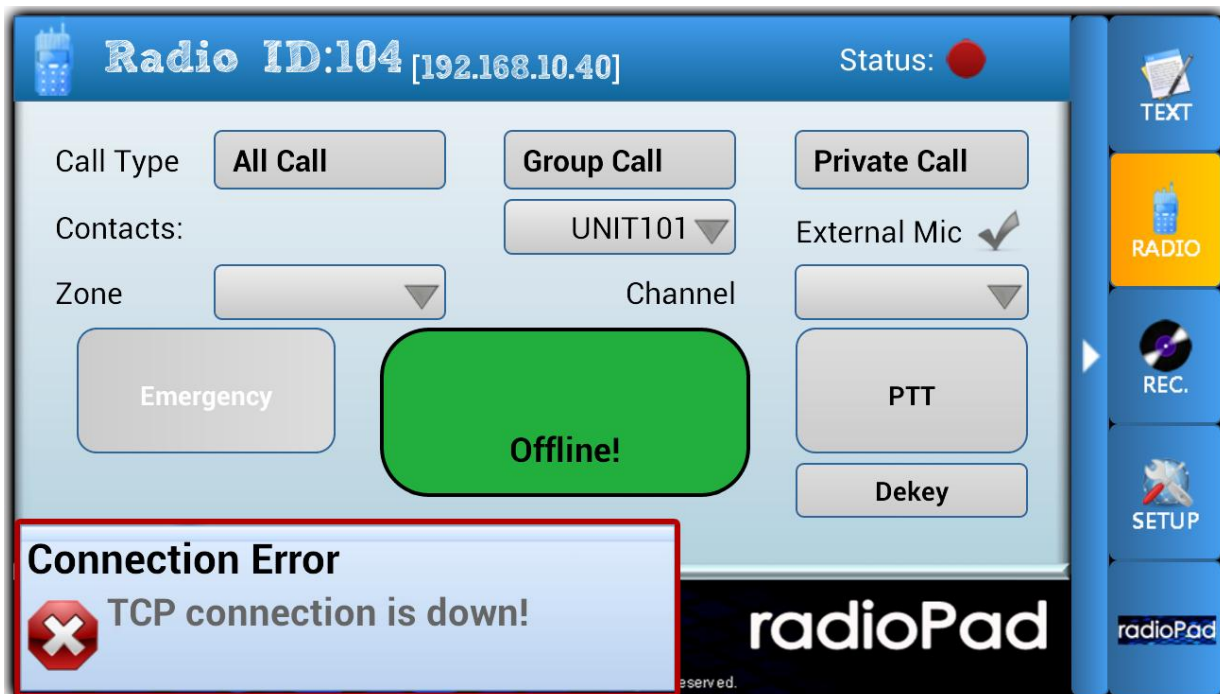 Radio ID:104 [192.168.10.40]
Status:
Call Type
All Call
Group Call
Private Call
Contacts:
UNIT101
External Mic
Zone
Channel
Emergency
Offline!
PTT
Dekey
Connection Error
TCP connection is down!
radioPad
eserved.
TEXT
RADIO
REC.
SETUP
radioPad